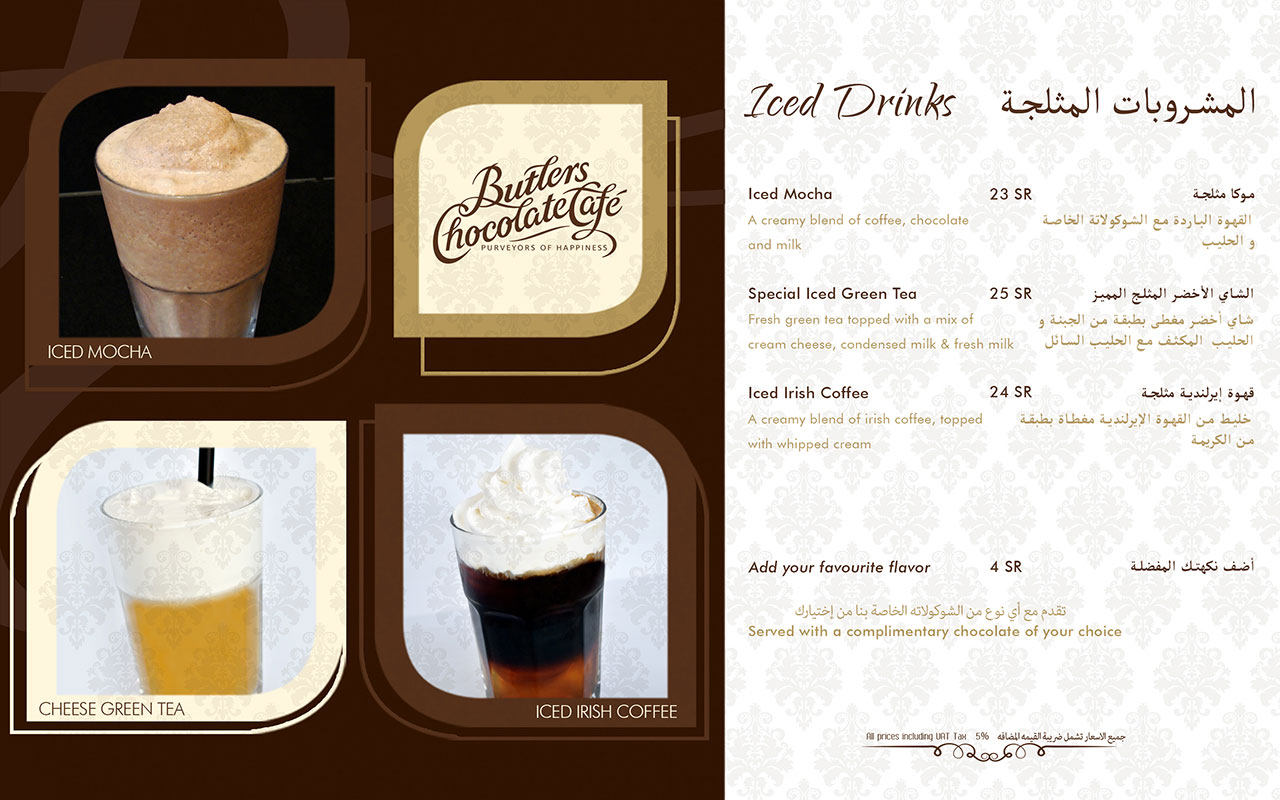 ICED MOCHA
Butlers
Chocolate Café
PURVEYORS OF HAPPINESS
CHEESE GREEN TEA
ICED IRISH COFFEE
Iced Drinks المشروبات المثلجة
Iced Mocha 23 SR موكا مثلجة
A creamy blend of coffee, chocolate القهوة الباردة مع الشوكولاتة الخاصة
and milk و الحليب
Special Iced Green Tea 25 SR الشاي الأخضر المثلج المميز
Fresh green tea topped with a mix of شاي أخضر مغطى بطبقة من الجبنة و
cream cheese, condensed milk & fresh milk الحليب المكثف مع الحليب السائل
Iced Irish Coffee 24 SR قهوة إيرلندية مثلجة
A creamy blend of irish coffee, topped خليط من القهوة الإيرلندية مغطاة بطبقة
with whipped cream من الكريمة
Add your favourite flavor 4 SR أضف نكهتك المفضلة
تقدم مع أي نوع من الشوكولاته الخاصة بنا من إختيارك
Served with a complimentary chocolate of your choice
All prices including VAT Tax 5% جميع الاسعار تشمل ضريبة القيمه المضافه